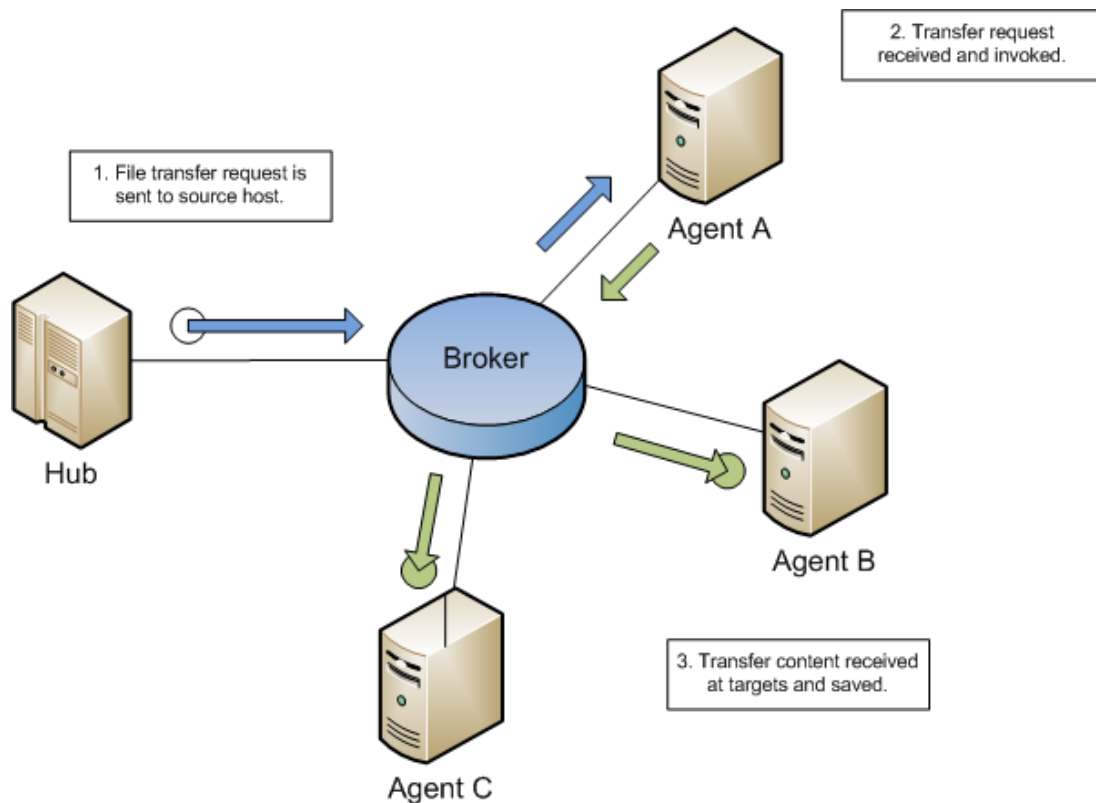 2. Transfer request
received and invoked.
1. File transfer request is
sent to source host.
Agent A
Broker
Hub
Agent B
3. Transfer content received
at targets and saved.
Agent C